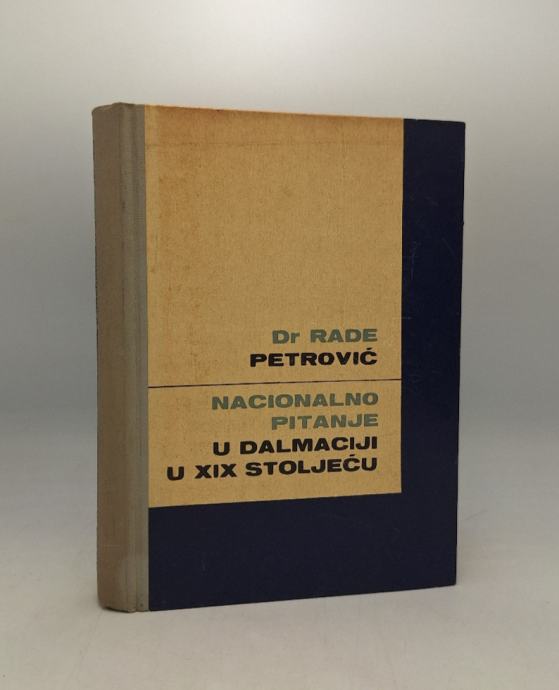 Dr RADE
PETROVIĆ
NACIONALNO
PITANJE
U DALMACIJI
U XIX STOLJEĆU